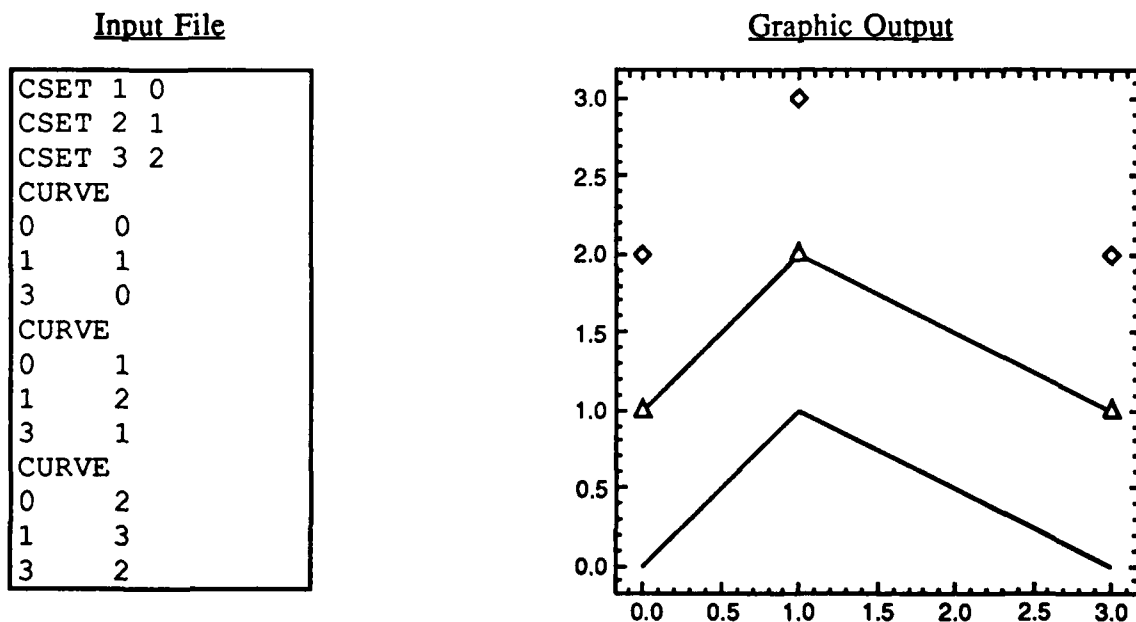 Input File
CSET 1 0
CSET 2 1
CSET 3 2
CURVE
0 0
1 1
3 0
CURVE
0 1
1 2
3 1
CURVE
0 2
1 3
3 2
Graphic Output
3.0
2.5
2.0
1.5
1.0
0.5
0.0
0.0 0.5 1.0 1.5 2.0 2.5 3.0